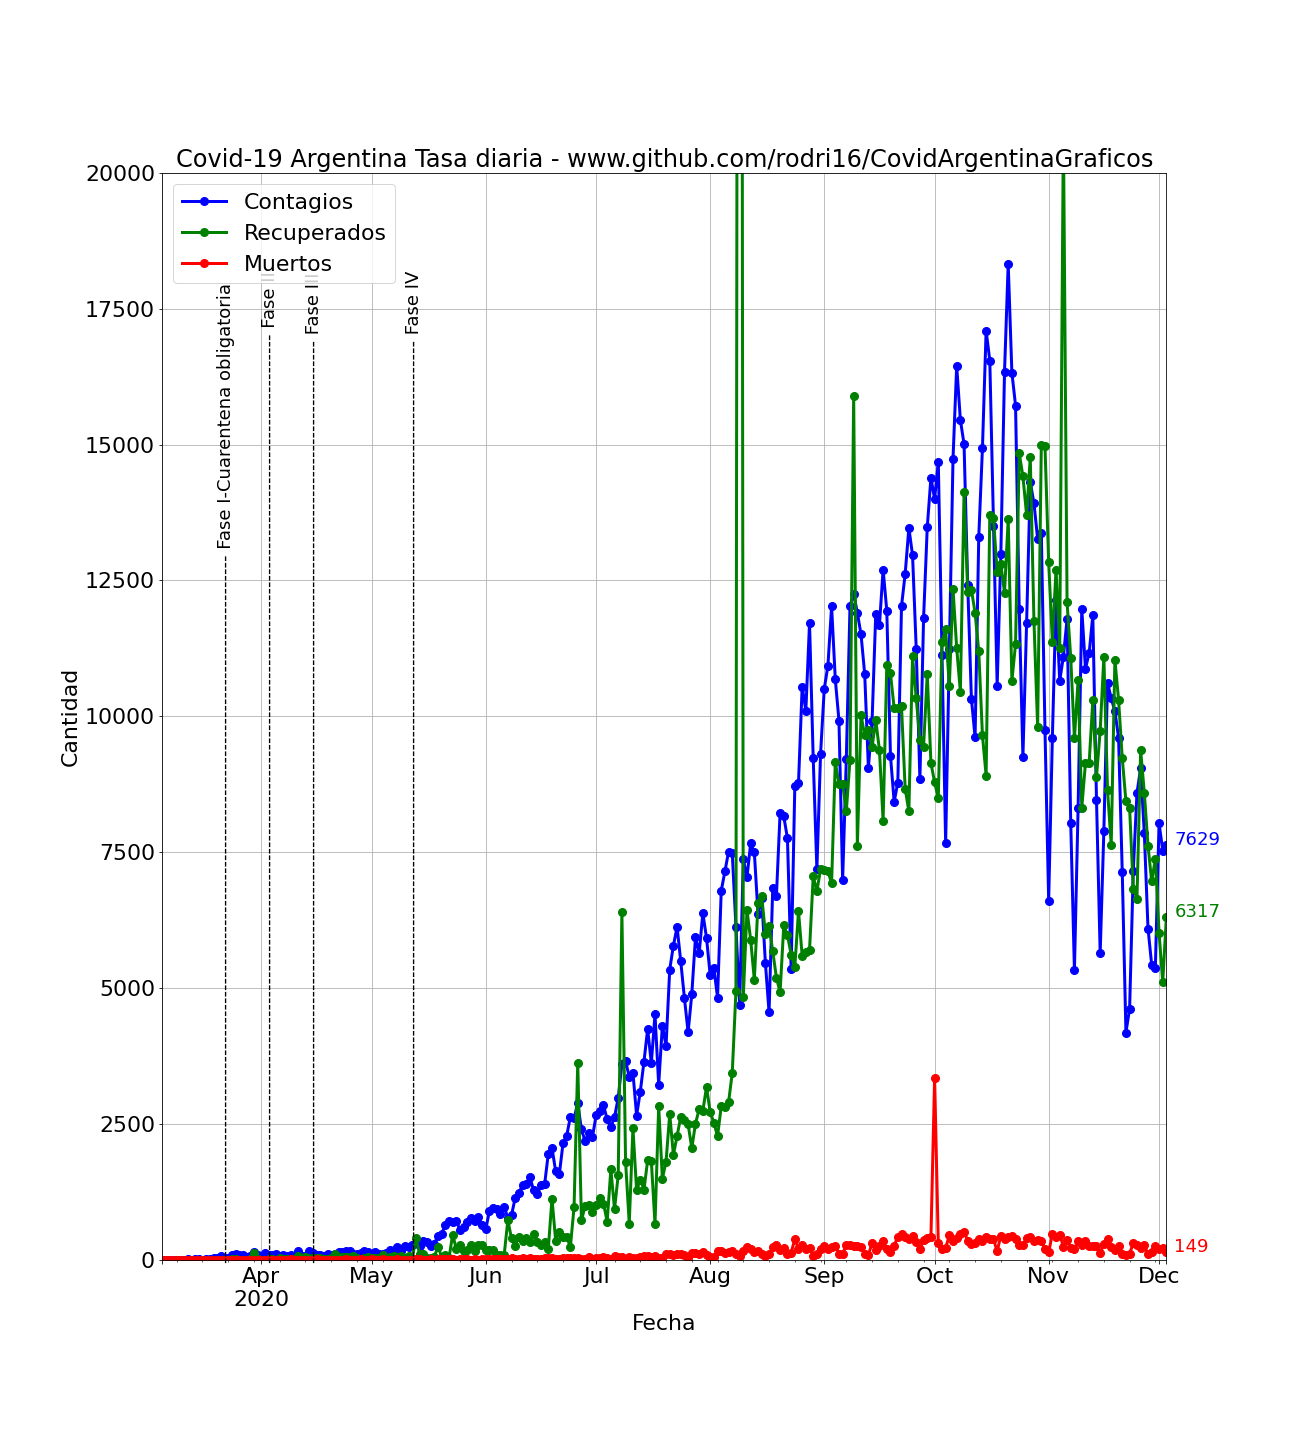 Covid-19 Argentina Tasa diaria - www.github.com/rodri16/CovidArgentinaGraficos
20000
17500
15000
12500
10000
7500
5000
2500
0
Cantidad
Contagios
Recuperados
Muertos
Fase I-Cuarentena obligatoria
Fase II
Fase III
Fase IV
7629
6317
149
Apr
2020
May
Jun
Jul
Aug
Sep
Oct
Nov
Dec
Fecha